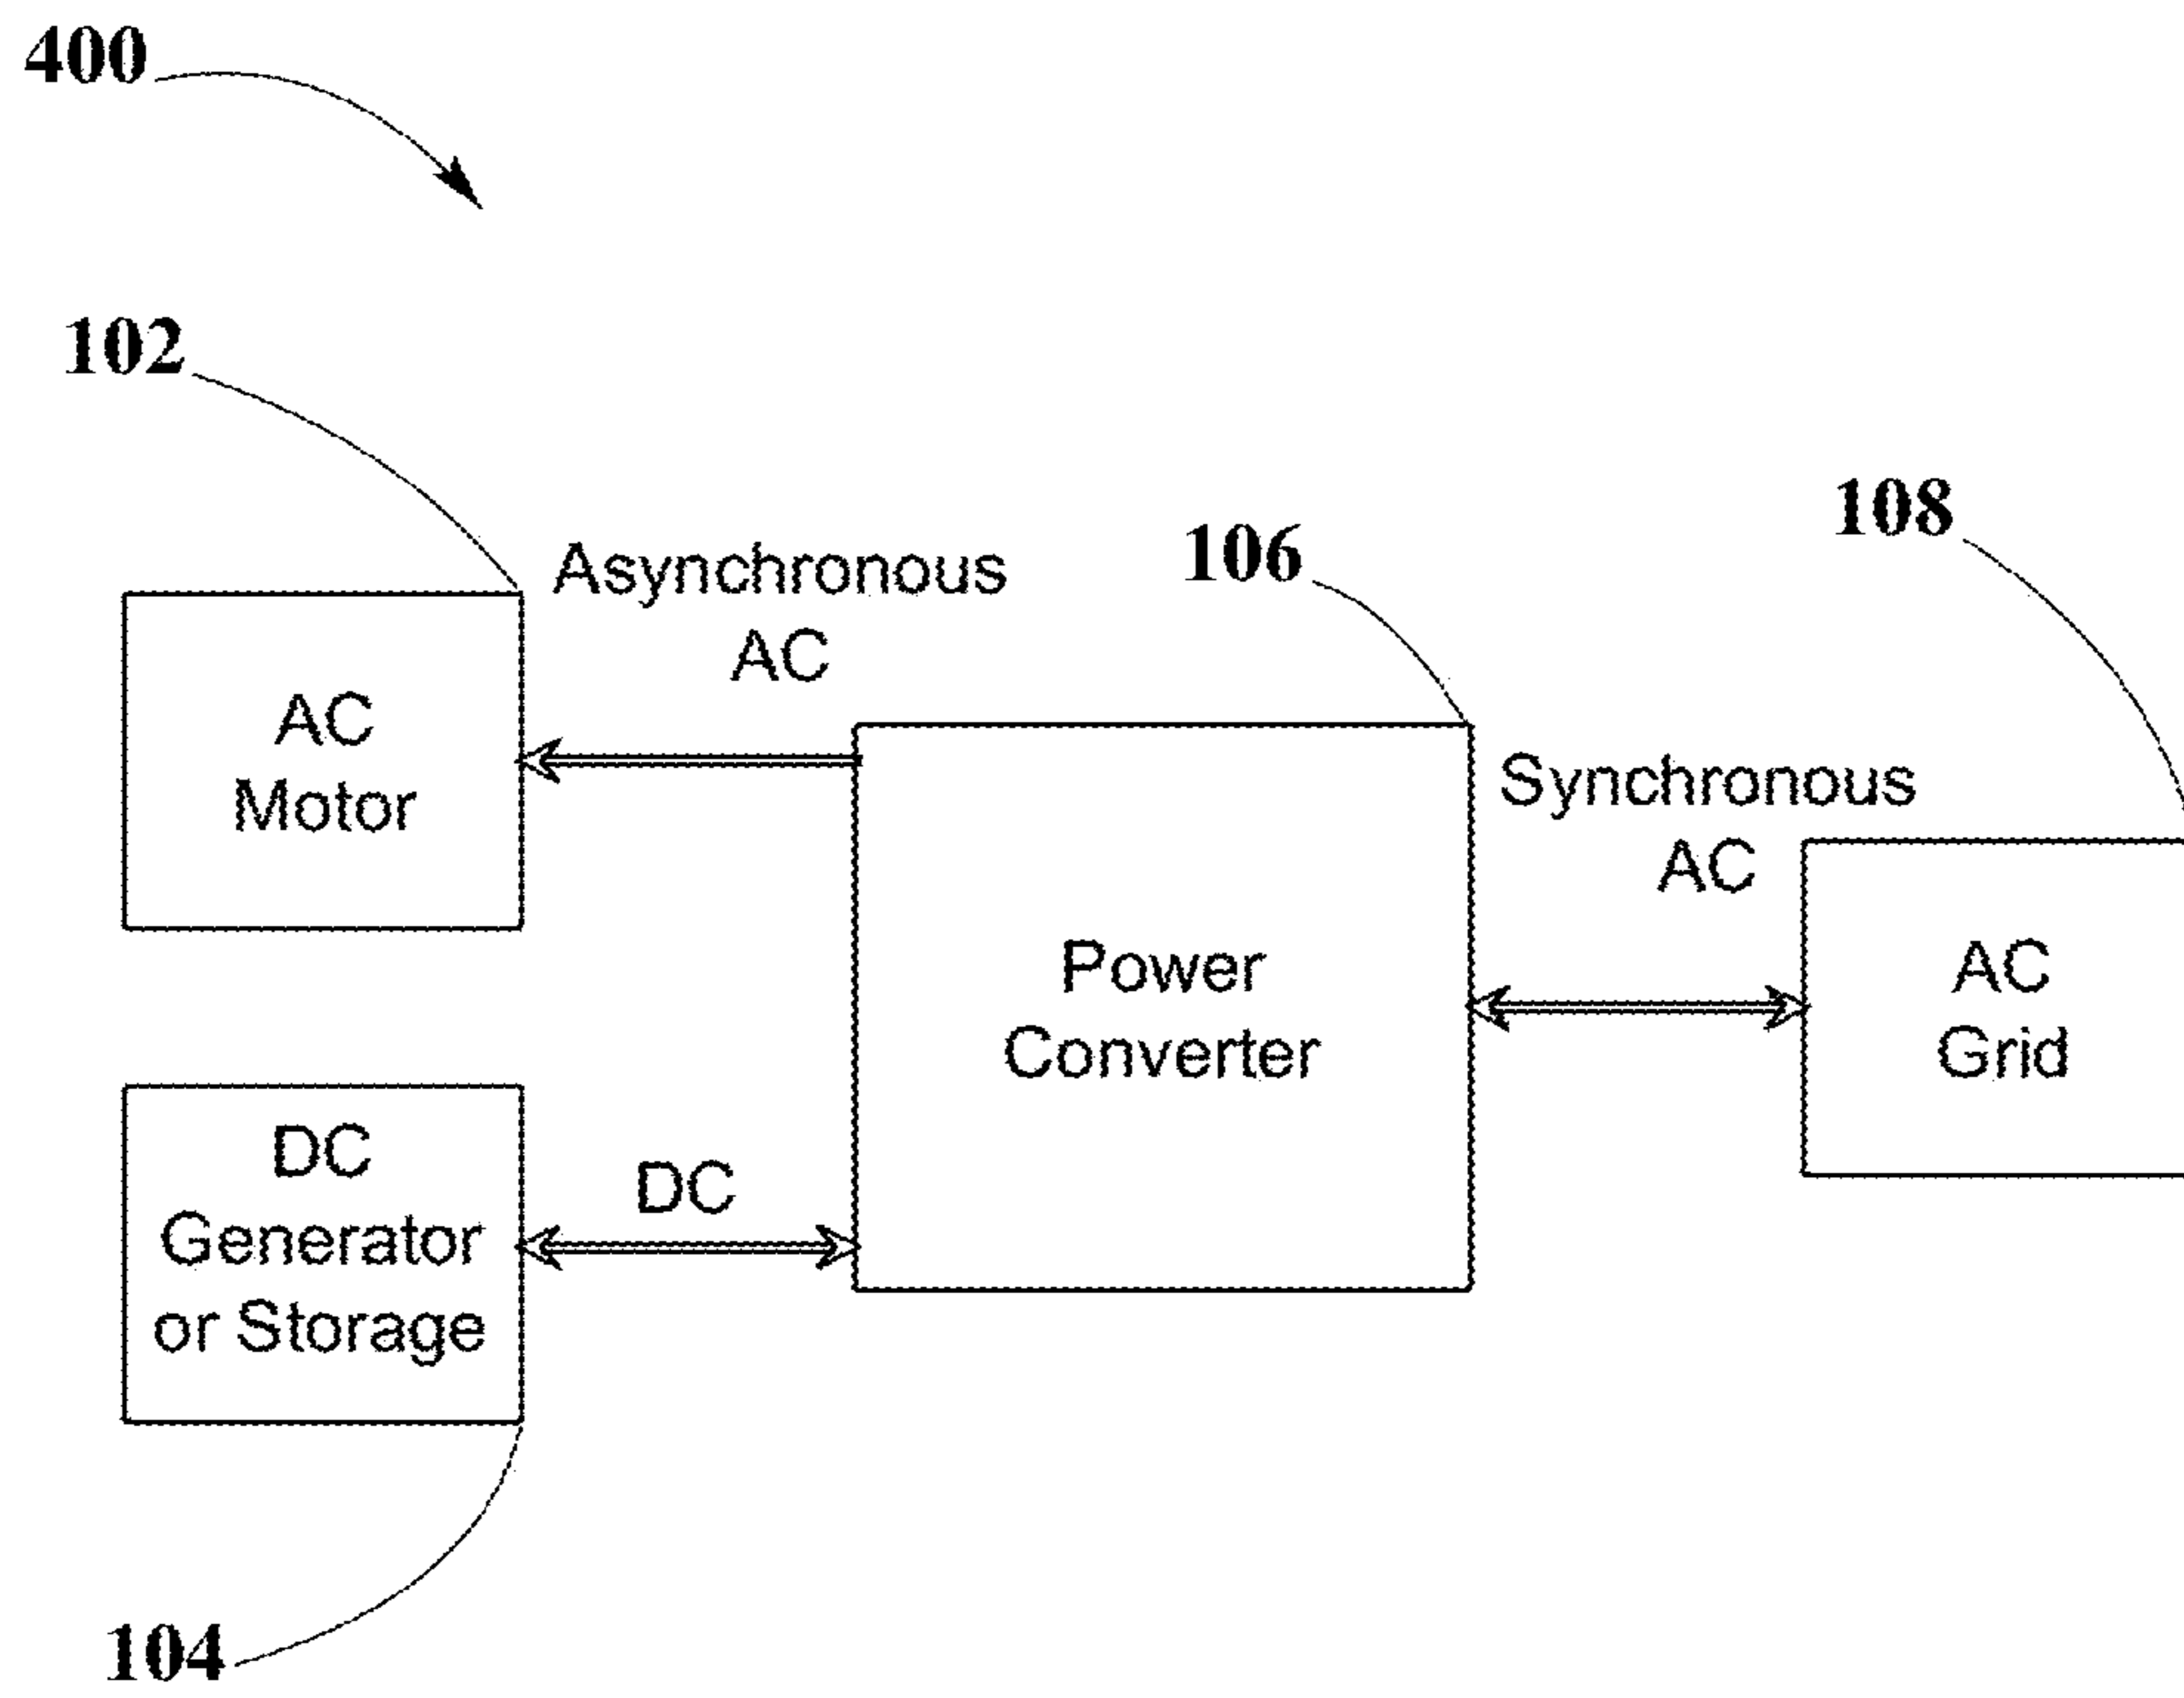 400
102
Asynchronous
AC
106
108
AC
Motor
Synchronous
AC
Power
Converter
AC
Grid
DC
Generator
or Storage
DC
104